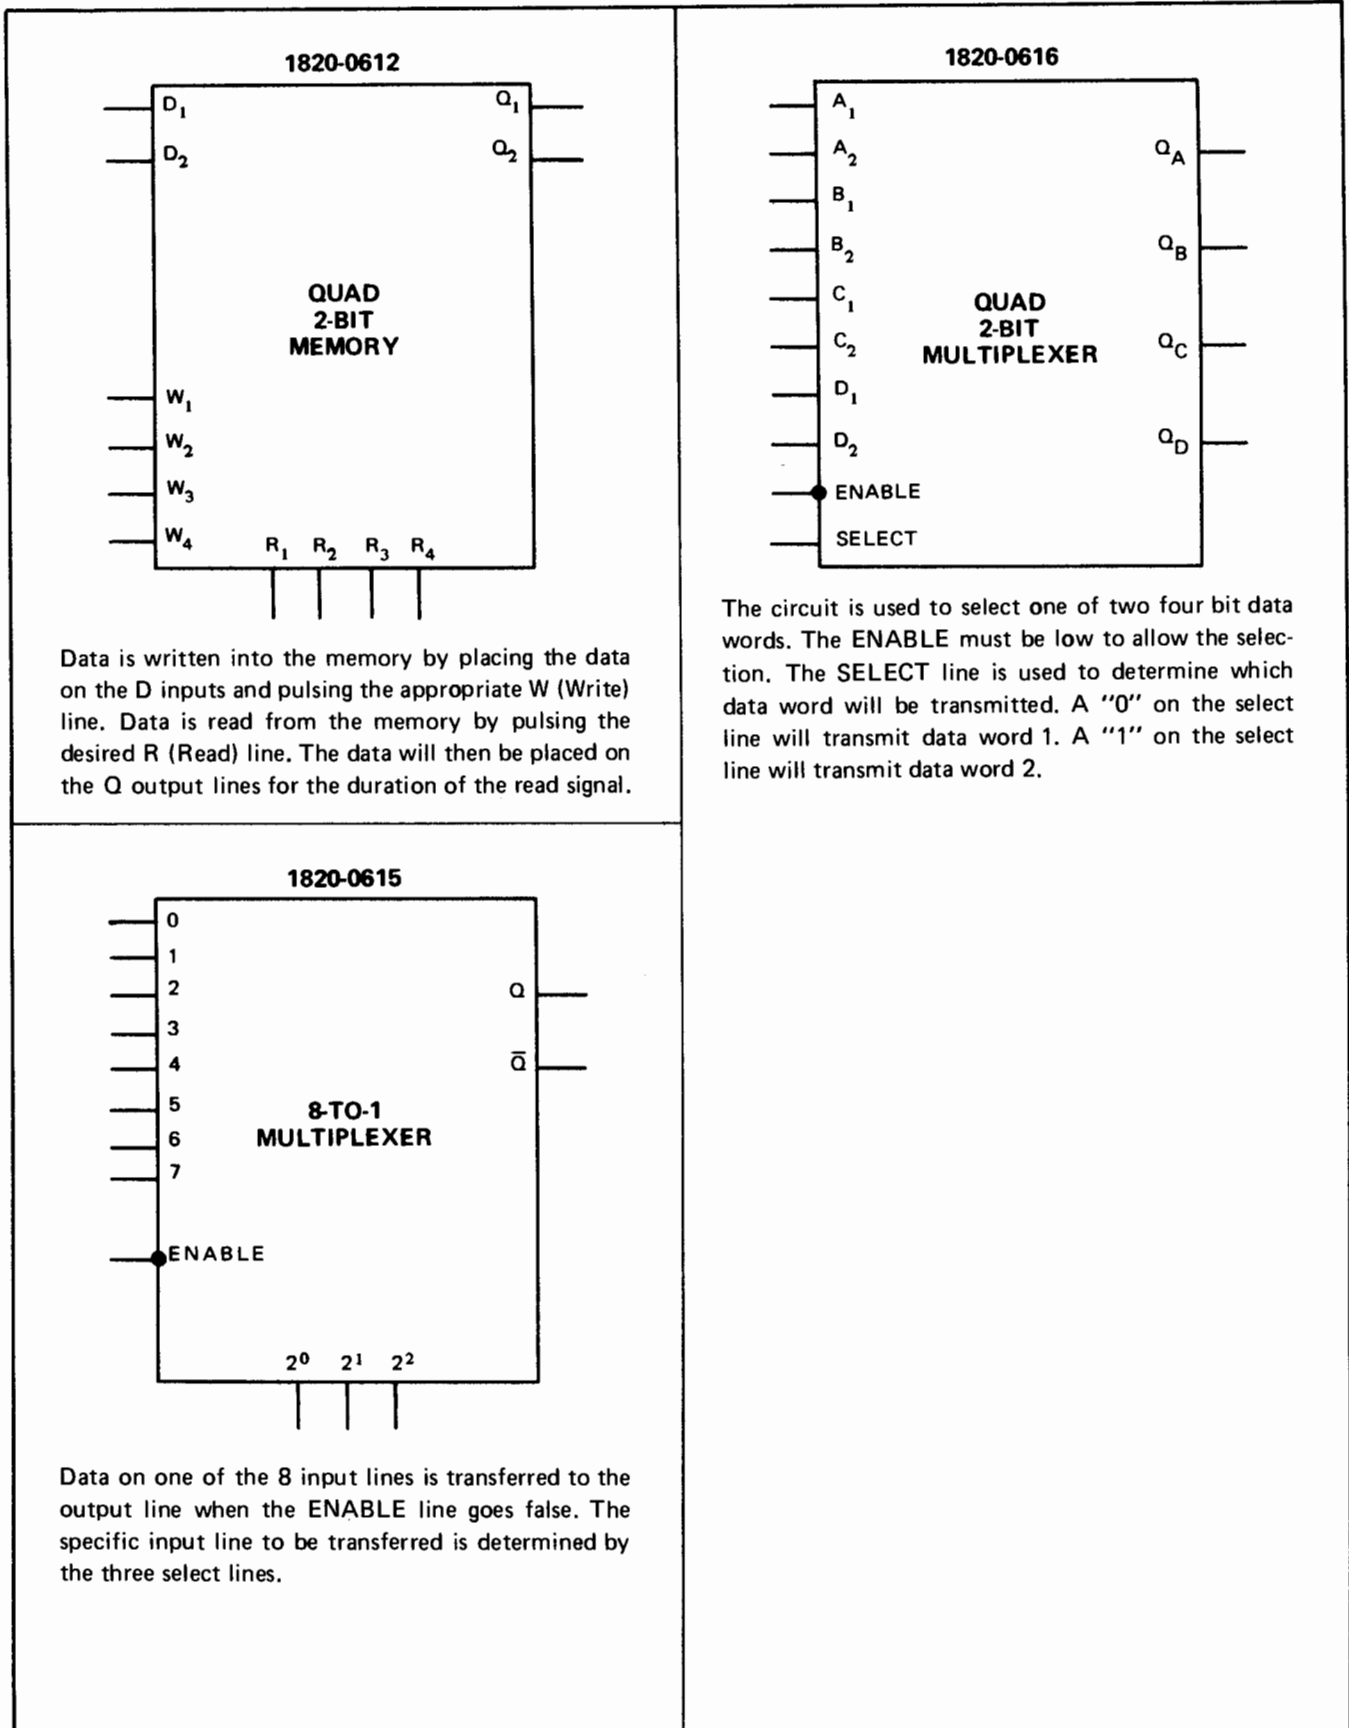 1820-0612
D₁ Q₁
D₂ Q₂
QUAD
2-BIT
MEMORY
W₁
W₂
W₃
W₄
R₁ R₂ R₃ R₄
Data is written into the memory by placing the data
on the D inputs and pulsing the appropriate W (Write)
line. Data is read from the memory by pulsing the
desired R (Read) line. The data will then be placed on
the Q output lines for the duration of the read signal.
1820-0615
0
1
2
3
4
5
6
7
Q
Q̅
8-TO-1
MULTIPLEXER
ENABLE
2⁰ 2¹ 2²
Data on one of the 8 input lines is transferred to the
output line when the ENABLE line goes false. The
specific input line to be transferred is determined by
the three select lines.
1820-0616
A₁
A₂
B₁
B₂
C₁
C₂
D₁
D₂
ENABLE
SELECT
Q_A
Q_B
Q_C
Q_D
QUAD
2-BIT
MULTIPLEXER
The circuit is used to select one of two four bit data
words. The ENABLE must be low to allow the selec-
tion. The SELECT line is used to determine which
data word will be transmitted. A "0" on the select
line will transmit data word 1. A "1" on the select
line will transmit data word 2.